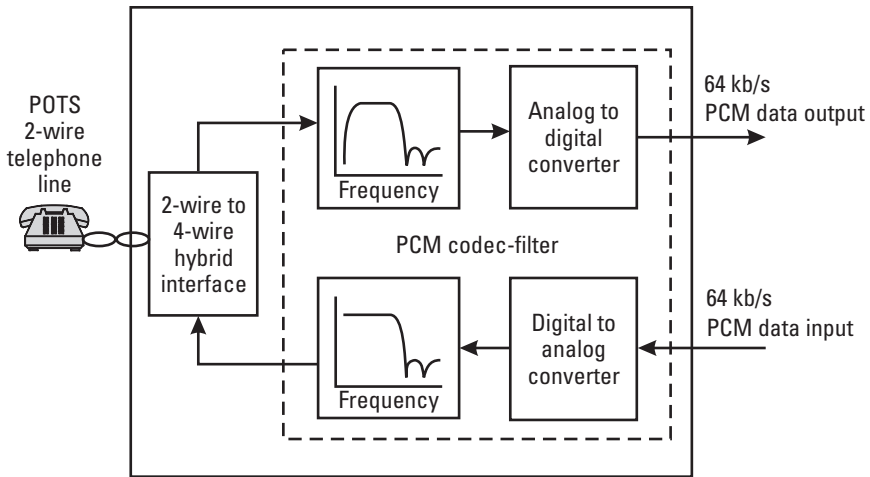 POTS
2-wire
telephone
line
2-wire to
4-wire
hybrid
interface
Frequency
Analog to
digital
converter
64 kb/s
PCM data output
PCM codec-filter
Frequency
Digital to
analog
converter
64 kb/s
PCM data input